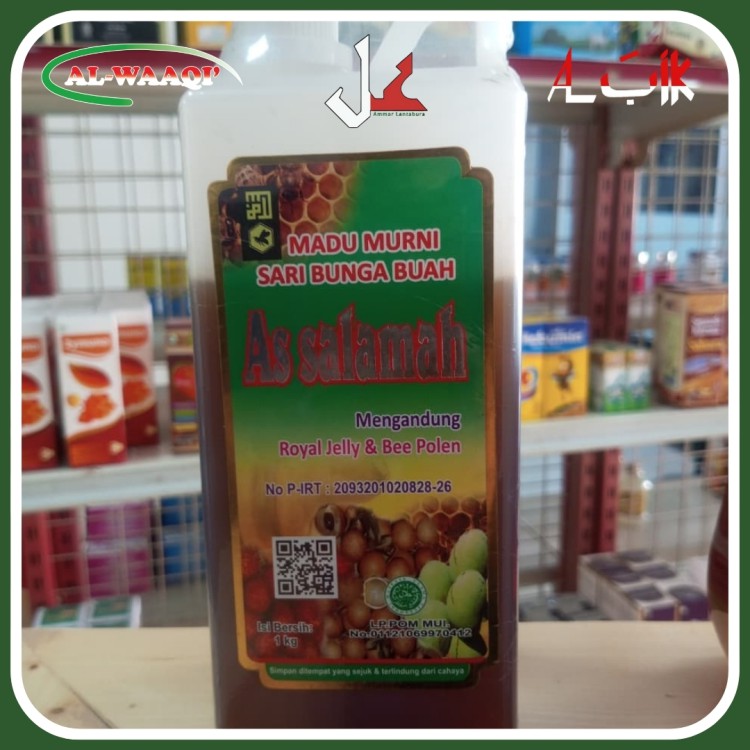 AL-WAAQI'
Ammar Lantabura
MADU MURNI
SARI BUNGA BUAH
As salamah
Mengandung
Royal Jelly & Bee Polen
No P-IRT : 2093201020828-26
Isi Bersih:
1 kg
LP.POM MUI.
No.01121069970412
Simpan ditempat yang sejuk & terlindung dari cahaya